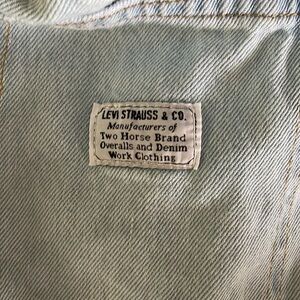 LEVI STRAUSS & CO.
Manufacturers of
Two Horse Brand
Overalls and Denim
Work Clothing